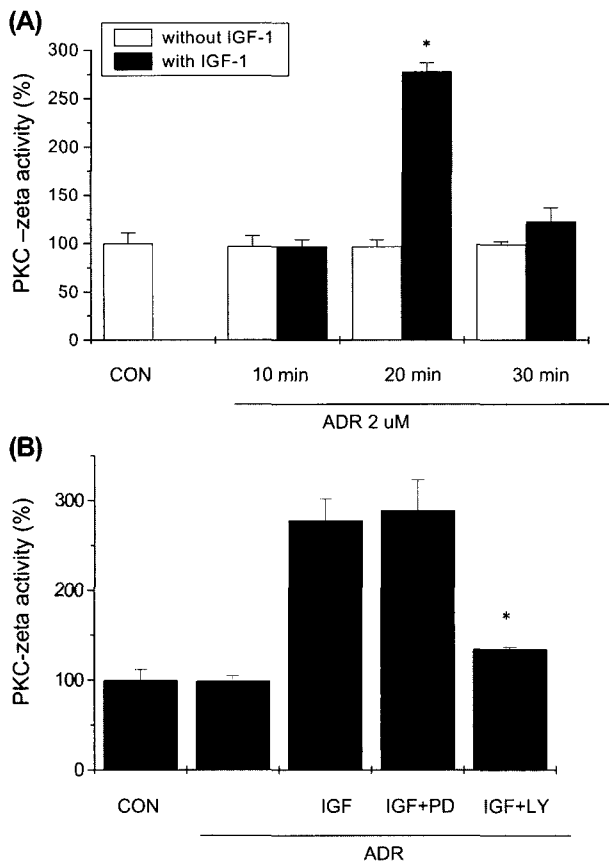 (A)
without IGF-1
with IGF-1
*
300
250
200
150
100
50
0
PKC –zeta activity (%)
CON
10 min
20 min
30 min
ADR 2 uM
(B)
300
200
100
0
PKC-zeta activity (%)
*
CON
IGF
IGF+PD
IGF+LY
ADR